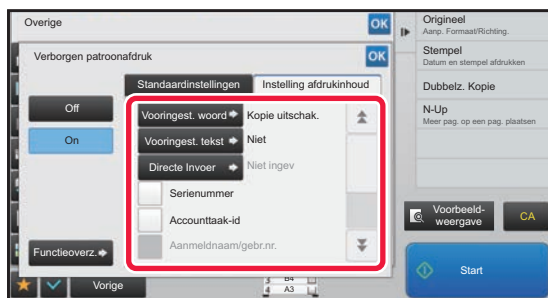 Overige
OK
Verborgen patroonafdruk
OK
Off
On
Functieoverz.
Standaardinstellingen
Instelling afdrukinhoud
Vooringest. woord
Kopie uitschak.
Vooringest. tekst
Niet
Directe Invoer
Niet ingev
Serienummer
Accounttaak-id
Aanmeldnaam/gebr.nr.
Vorige
B4
A3
Origineel
Aanp. Formaat/Richting.
Stempel
Datum en stempel afdrukken
Dubbelz. Kopie
N-Up
Meer pag. op een pag. plaatsen
Voorbeeld-
weergave
CA
Start